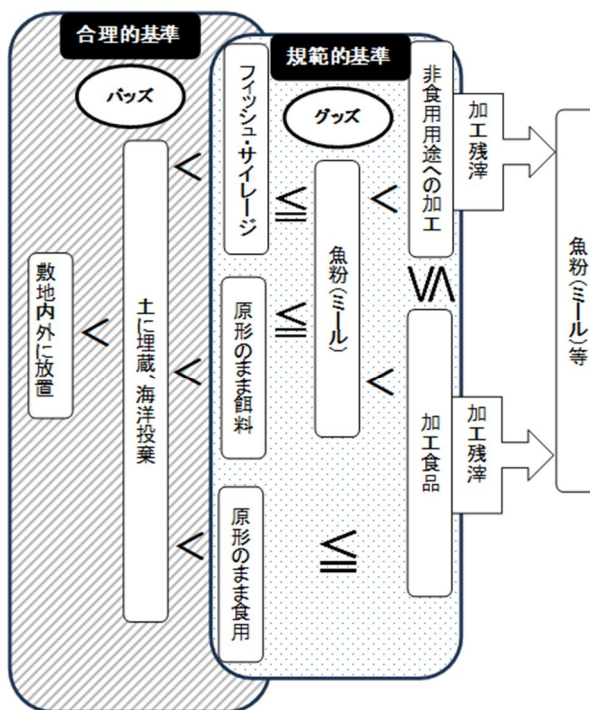 合理的基準
バッズ
敷地内外に放置
<
土に埋蔵、海洋投棄
<
<
<
規範的基準
グッズ
フィッシュ・サイレージ
原形のまま餌料
原形のまま食用
≦
≦
≦
魚粉(ミール)
<
<
非食用用途への加工
≶
加工食品
加工残滓
加工残滓
魚粉(ミール)等